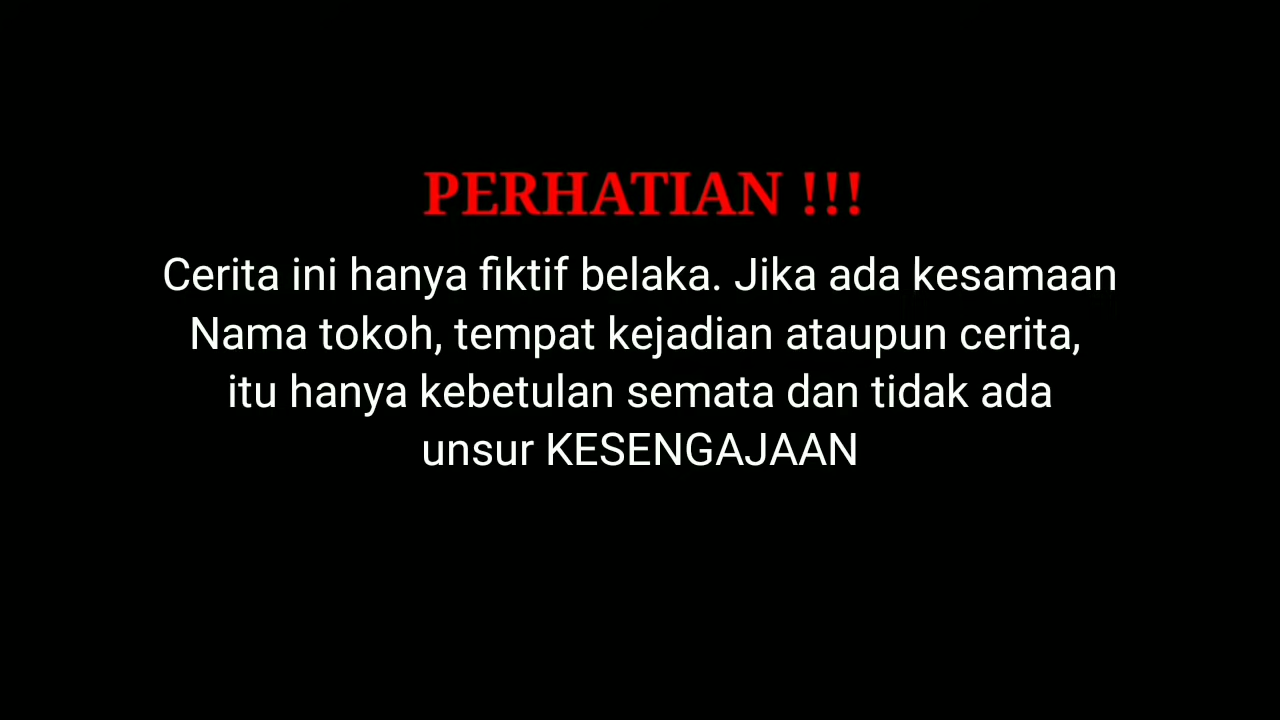 PERHATIAN !!!
Cerita ini hanya fiktif belaka. Jika ada kesamaan
Nama tokoh, tempat kejadian ataupun cerita,
itu hanya kebetulan semata dan tidak ada
unsur KESENGAJAAN